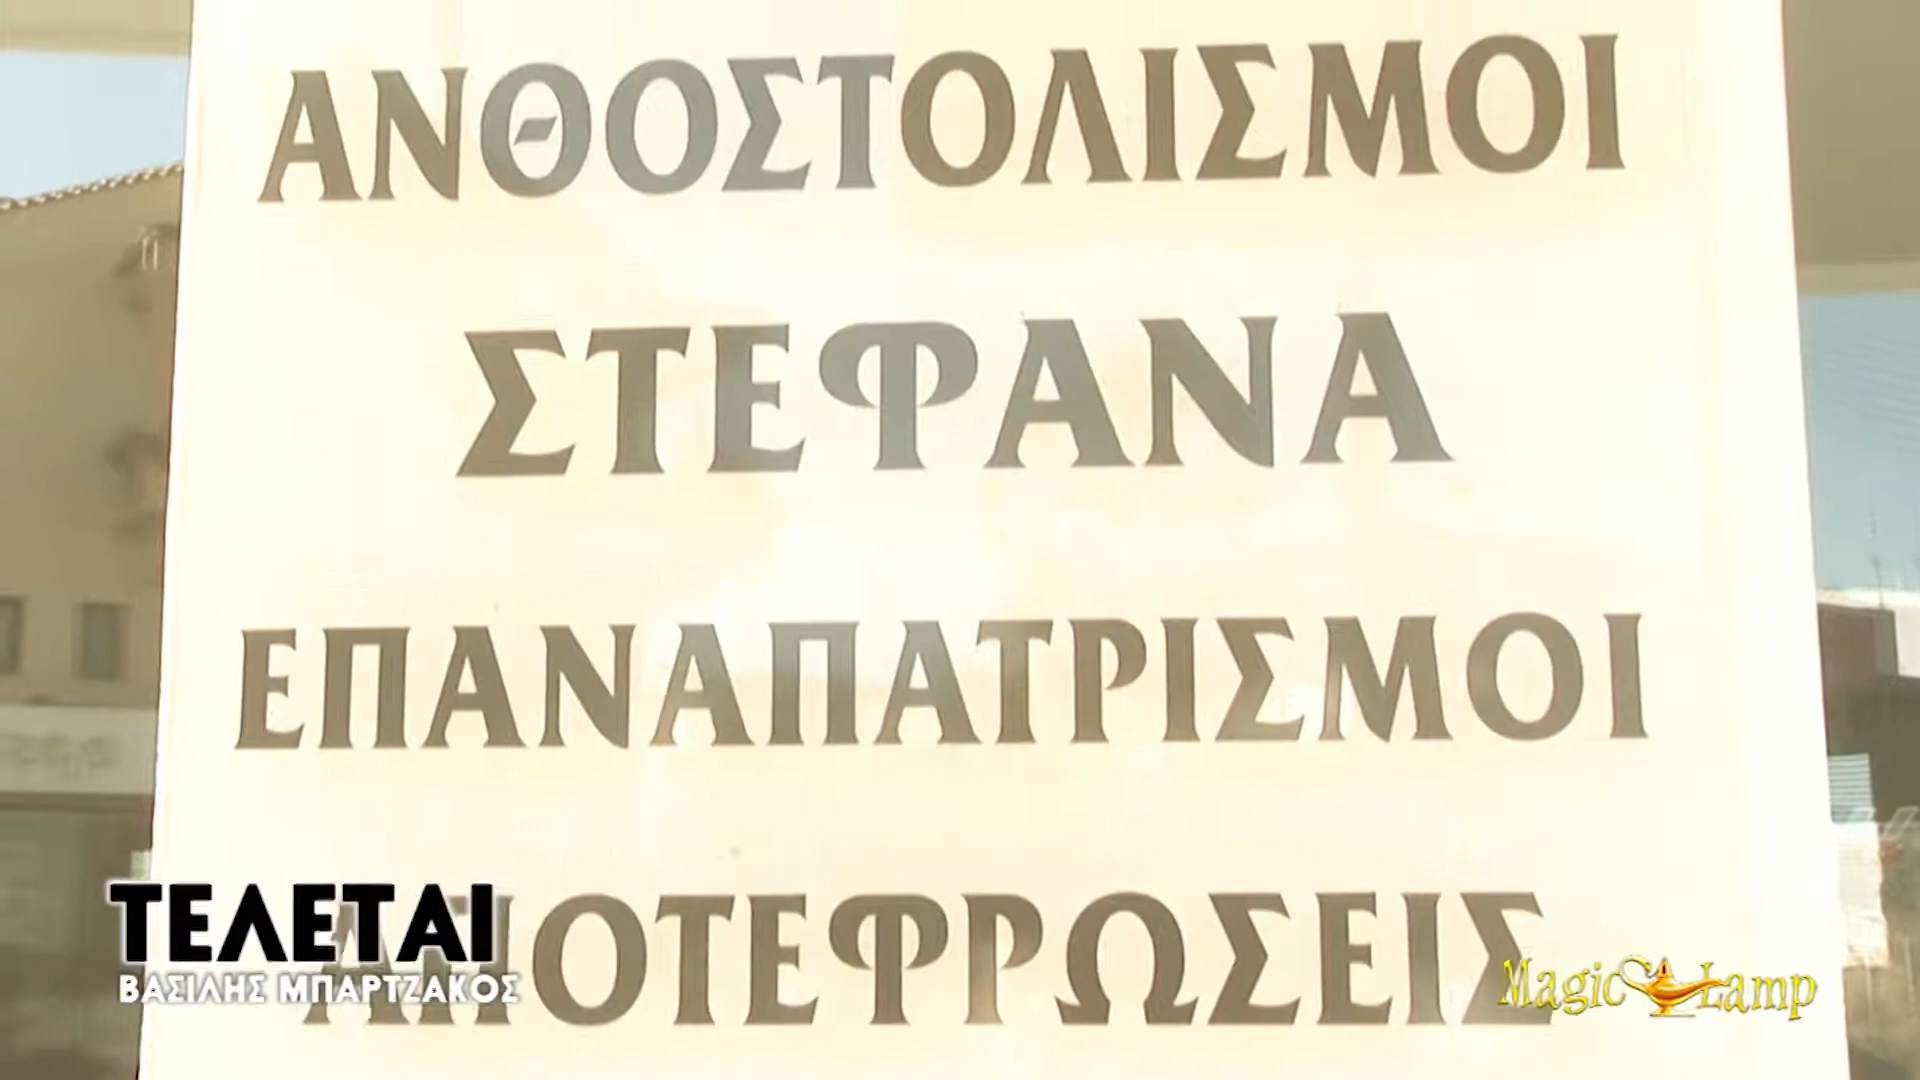 ΑΝΘΟΣΤΟΛΙΣΜΟΙ
ΣΤΕΦΑΝΑ
ΕΠΑΝΑΠΑΤΡΙΣΜΟΙ
ΑΠΟΤΕΦΡΩΣΕΙΣ
ΤΕΛΕΤΑΙ
ΒΑΣΙΛΗΣ ΜΠΑΡΤΖΑΚΟΣ
Magic Lamp